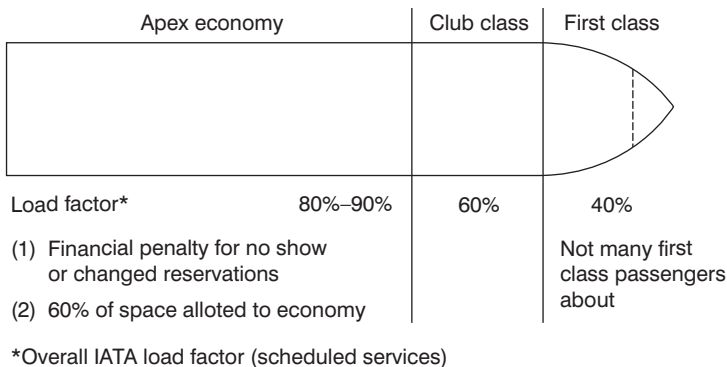 Apex economy Club class First class
Load factor* 80%–90% 60% 40%
(1) Financial penalty for no show
or changed reservations
(2) 60% of space alloted to economy
Not many first
class passengers
about
*Overall IATA load factor (scheduled services)